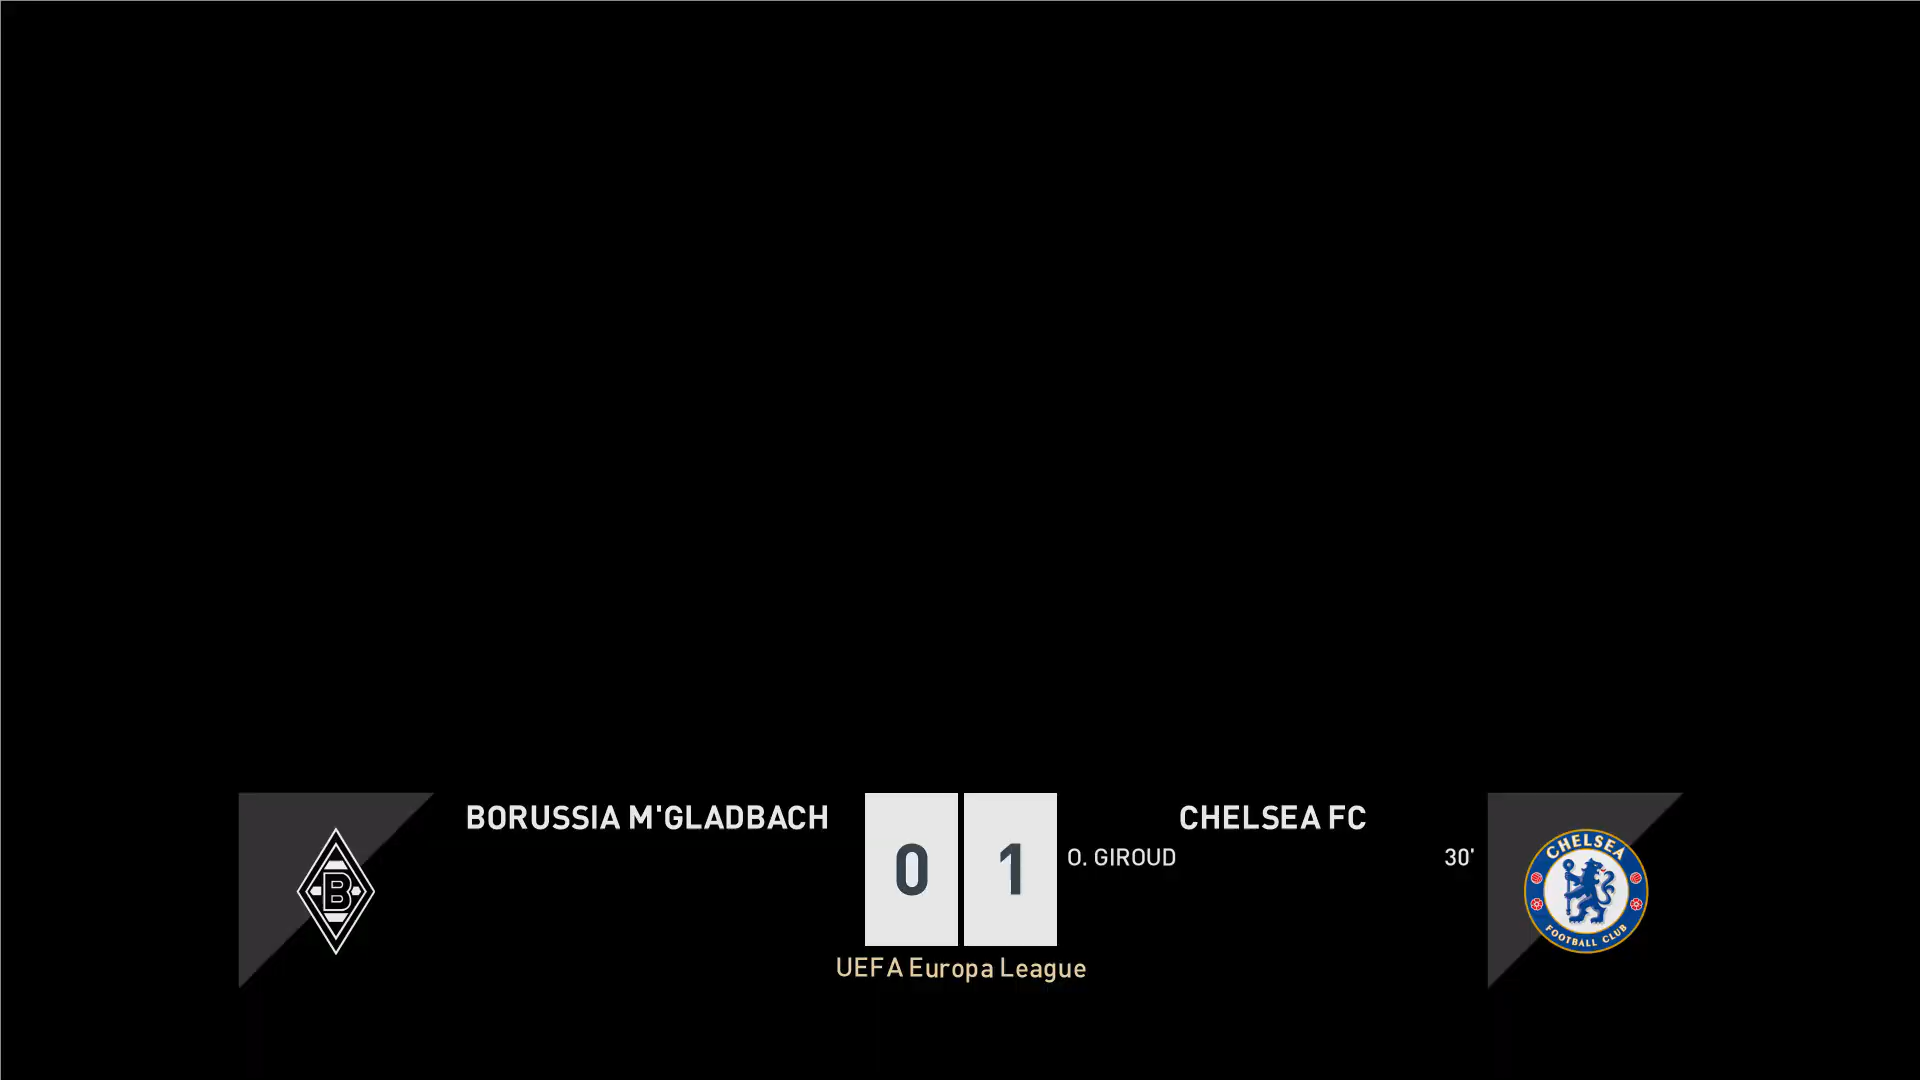 BORUSSIA M'GLADBACH
0 1
CHELSEA FC
O. GIROUD 30'
UEFA Europa League
B
CHELSEA
FOOTBALL CLUB